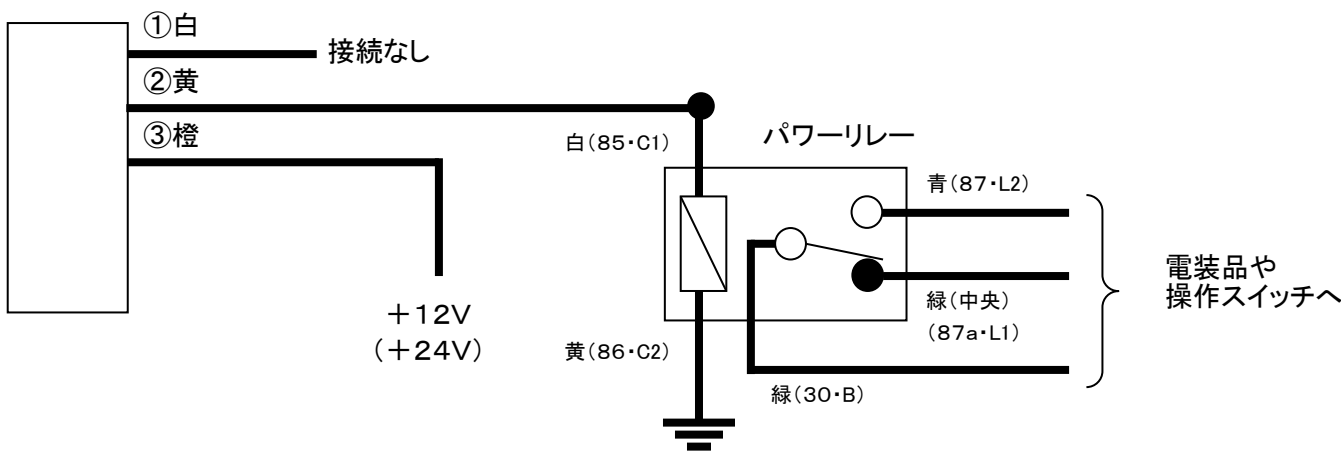 ①白
接続なし
②黄
③橙
白(85・C1)
パワーリレー
青(87・L2)
電装品や
操作スイッチへ
緑(中央)
(87a・L1)
+12V
(+24V)
黄(86・C2)
緑(30・B)